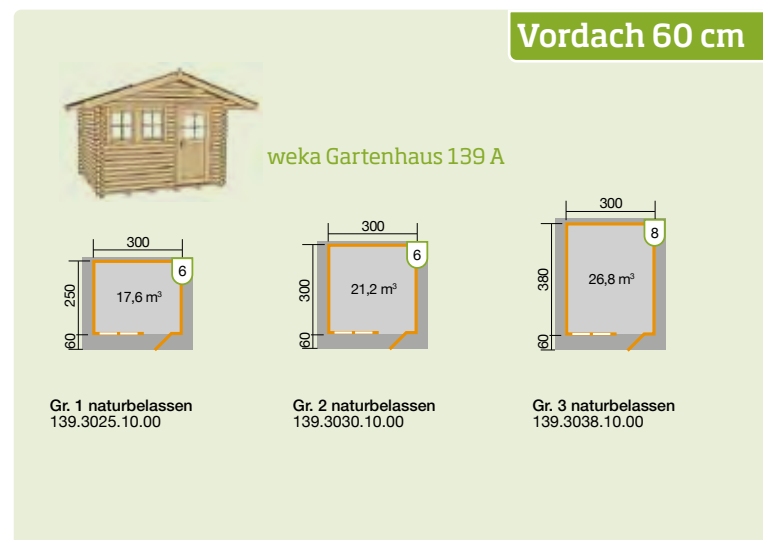 Vordach 60 cm
weka Gartenhaus 139 A
300
250
60
6
17,6 m³
300
300
60
6
21,2 m³
300
380
60
8
26,8 m³
Gr. 1 naturbelassen
139.3025.10.00
Gr. 2 naturbelassen
139.3030.10.00
Gr. 3 naturbelassen
139.3038.10.00